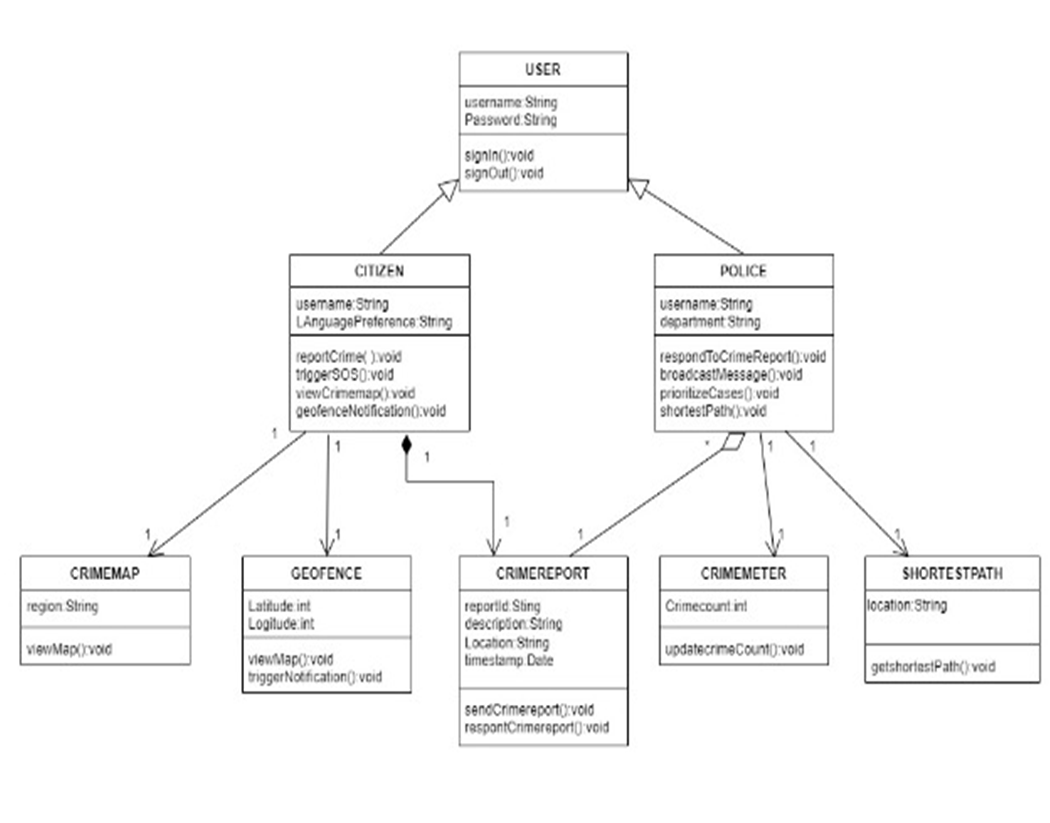 USER
username:String
Password:String
signIn():void
signOut():void
CITIZEN
username:String
LAnguagePreference:String
reportCrime( ):void
triggerSOS():void
viewCrimemap():void
geofenceNotification():void
POLICE
username:String
department:String
respondToCrimeReport():void
broadcastMessage():void
prioritizeCases():void
shortestPath():void
1
1
1
*
1
1
1
1
1
1
1
1
CRIMEMAP
region:String
viewMap():void
GEOFENCE
Latitude:int
Logitude:int
viewMap():void
triggerNotification():void
CRIMEREPORT
reportId:Sting
description:String
Location:String
timestamp:Date
sendCrimereport():void
respontCrimereport():void
CRIMEMETER
Crimecount:int
updatecrimeCount():void
SHORTESTPATH
location:String
getshortestPath():void